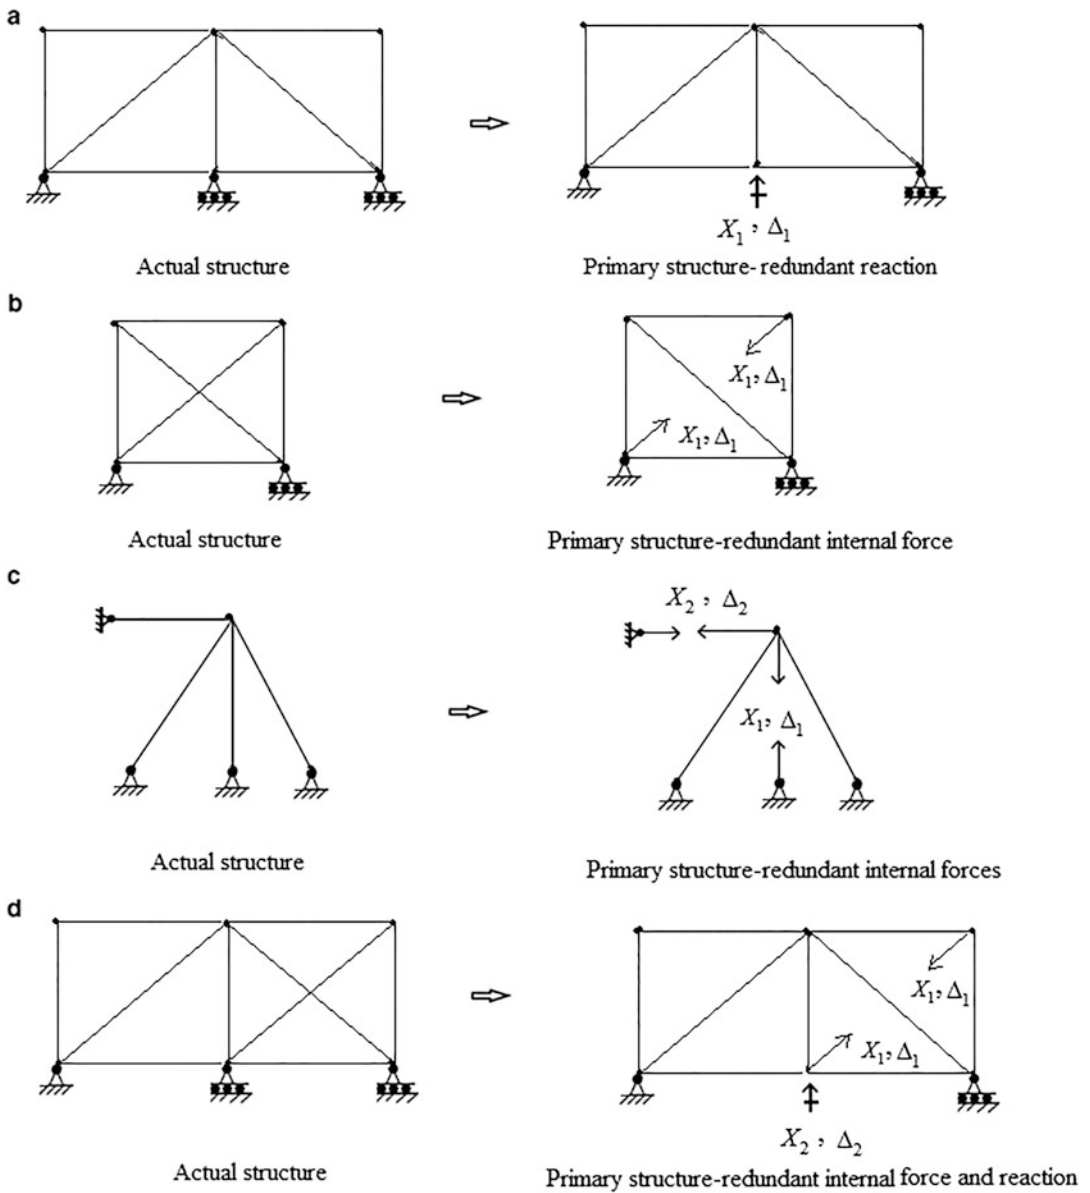 a
X₁, Δ₁
Actual structure
Primary structure- redundant reaction
b
X₁, Δ₁
X₁, Δ₁
Actual structure
Primary structure-redundant internal force
c
X₂, Δ₂
X₁, Δ₁
Actual structure
Primary structure-redundant internal forces
d
X₁, Δ₁
X₁, Δ₁
X₂, Δ₂
Actual structure
Primary structure-redundant internal force and reaction